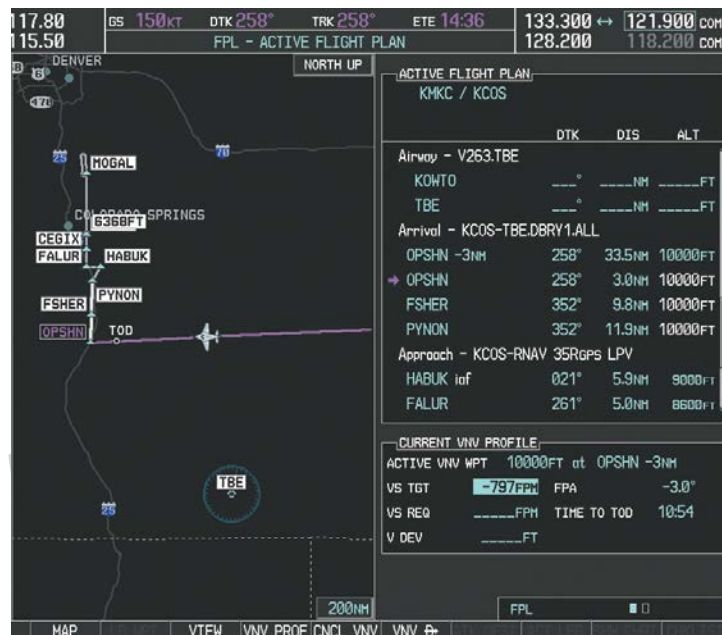 117.80
115.50
GS 150KT DTK 258° TRK 258° ETE 14:36
FPL - ACTIVE FLIGHT PLAN
133.300 ↔ 121.900 COM
128.200 118.200 COM
NORTH UP
DENVER
6
470
25
70
MOGAL
COLORADO SPRINGS
6368FT
CEGIX
FALUR HABUK
PYNON
FSHER
OPSHN TOD
TBE
25
200NM
ACTIVE FLIGHT PLAN
KMKC / KCOS
DTK DIS ALT
Airway - V263.TBE
KOWTO ___° ____NM _____FT
TBE ___° ____NM _____FT
Arrival - KCOS-TBE.DBRY1.ALL
OPSHN -3NM 258° 33.5NM 10000FT
OPSHN 258° 3.0NM 10000FT
FSHER 352° 9.8NM 10000FT
PYNON 352° 11.9NM 10000FT
Approach - KCOS-RNAV 35RGPS LPV
HABUK iaf 021° 5.9NM 9000FT
FALUR 261° 5.0NM 8600FT
CURRENT VNV PROFILE
ACTIVE VNV WPT 10000FT at OPSHN -3NM
VS TGT -797FPM FPA -3.0°
VS REQ _____FPM TIME TO TOD 10:54
V DEV _____FT
FPL
MAP VIEW VNV PROF CNCL VNV VNV D